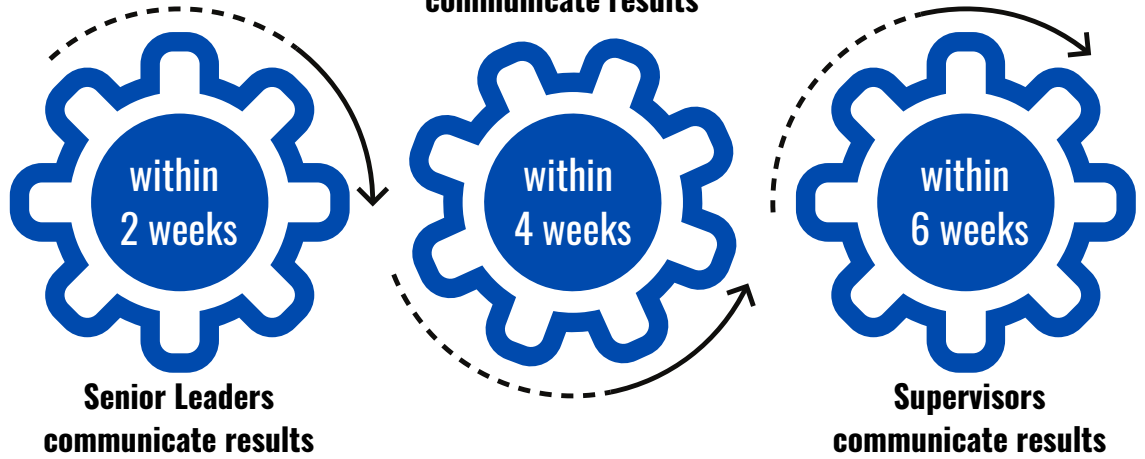 communicate results
within
2 weeks
within
4 weeks
within
6 weeks
Senior Leaders
communicate results
Supervisors
communicate results